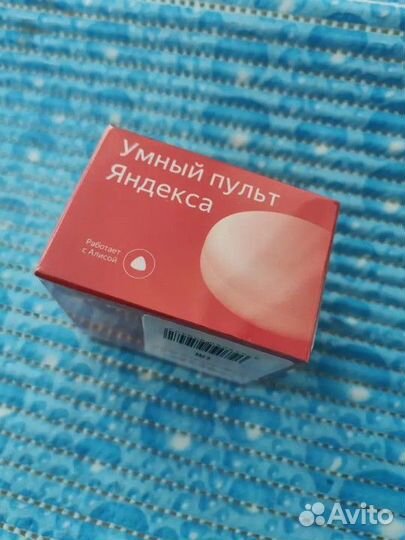 Умный пульт
Яндекса
Работает
с Алисой
Avito